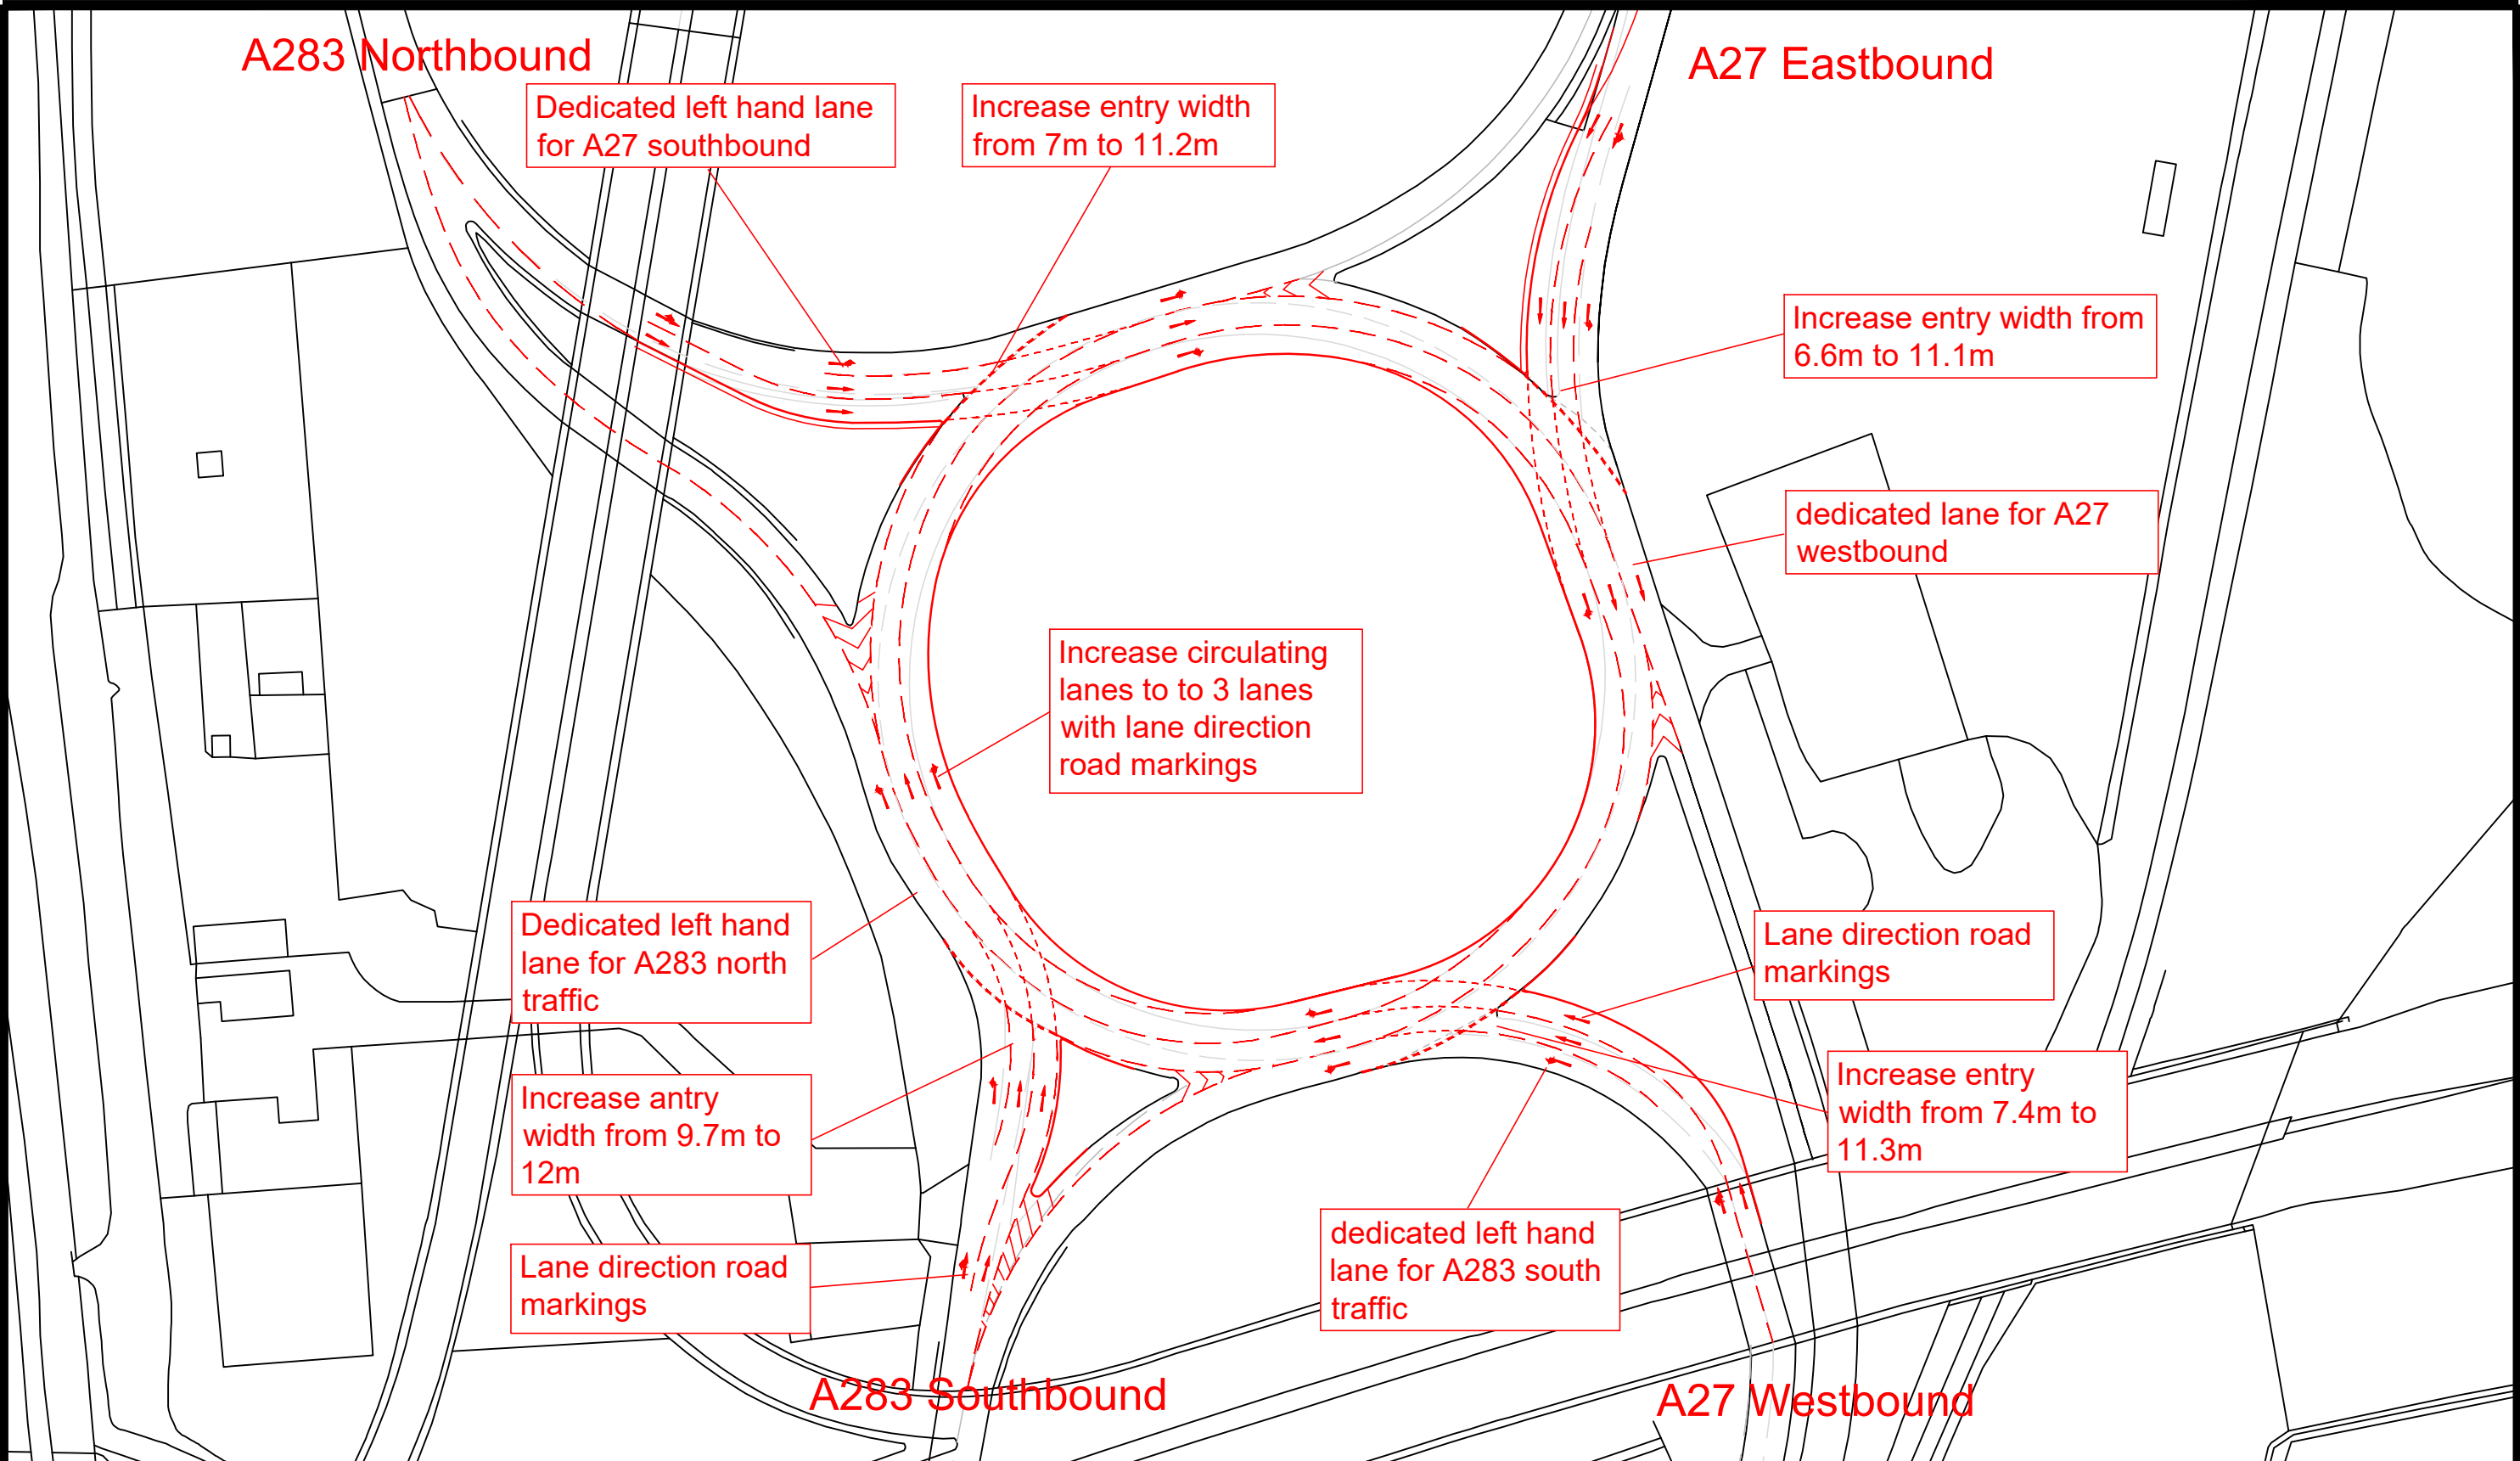 A283 Northbound
A27 Eastbound
Dedicated left hand lane
for A27 southbound
Increase entry width
from 7m to 11.2m
Increase entry width from
6.6m to 11.1m
dedicated lane for A27
westbound
Increase circulating
lanes to to 3 lanes
with lane direction
road markings
Dedicated left hand
lane for A283 north
traffic
Lane direction road
markings
Increase antry
width from 9.7m to
12m
Increase entry
width from 7.4m to
11.3m
Lane direction road
markings
dedicated left hand
lane for A283 south
traffic
A283 Southbound
A27 Westbound